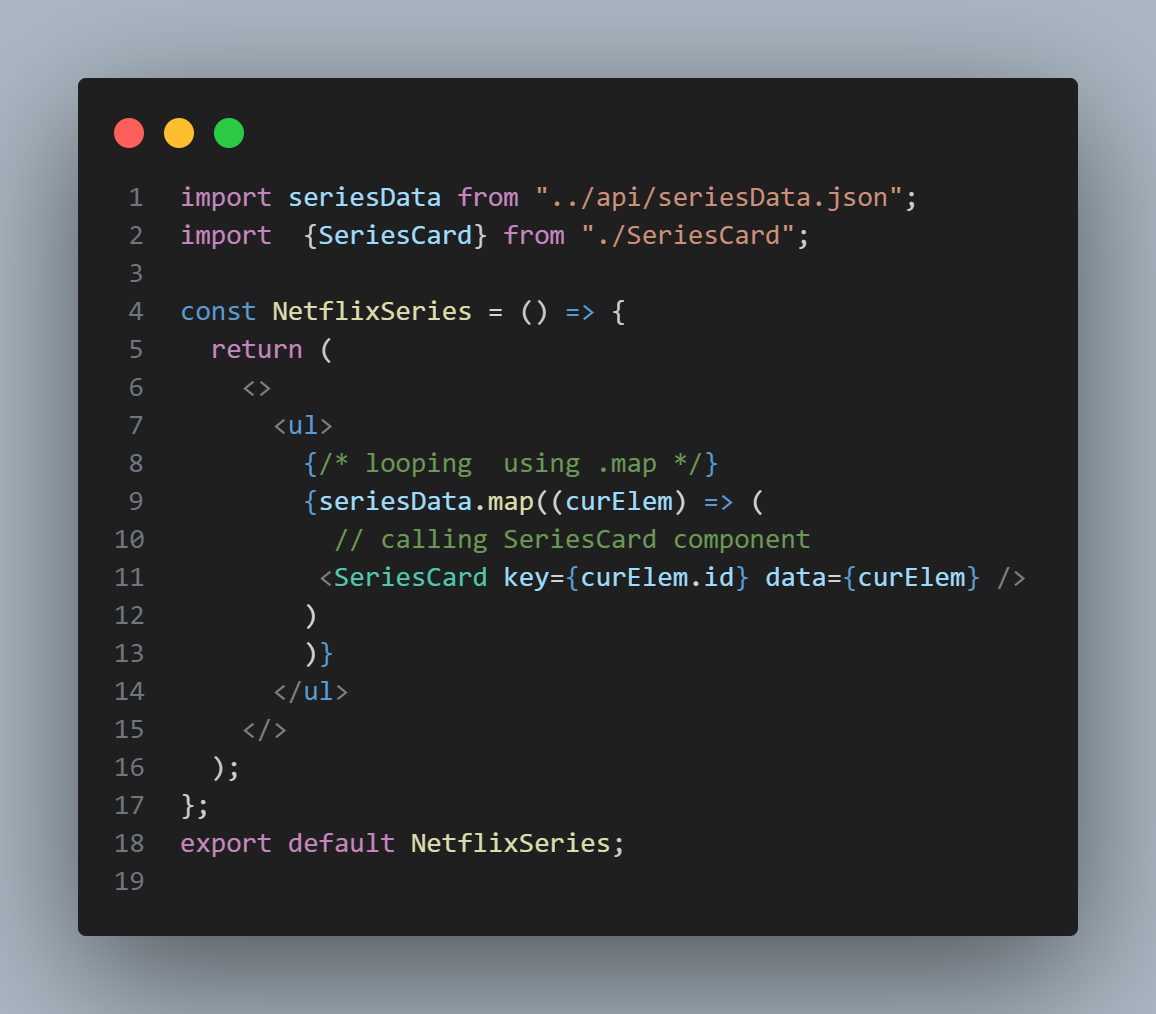 1 import seriesData from "../api/seriesData.json";
2 import  {SeriesCard} from "./SeriesCard";
3
4 const NetflixSeries = () => {
5   return (
6     <>
7       <ul>
8         {/* looping  using .map */}
9         {seriesData.map((curElem) => (
10           // calling SeriesCard component
11          <SeriesCard key={curElem.id} data={curElem} />
12         )
13         )}
14       </ul>
15     </>
16   );
17 };
18 export default NetflixSeries;
19